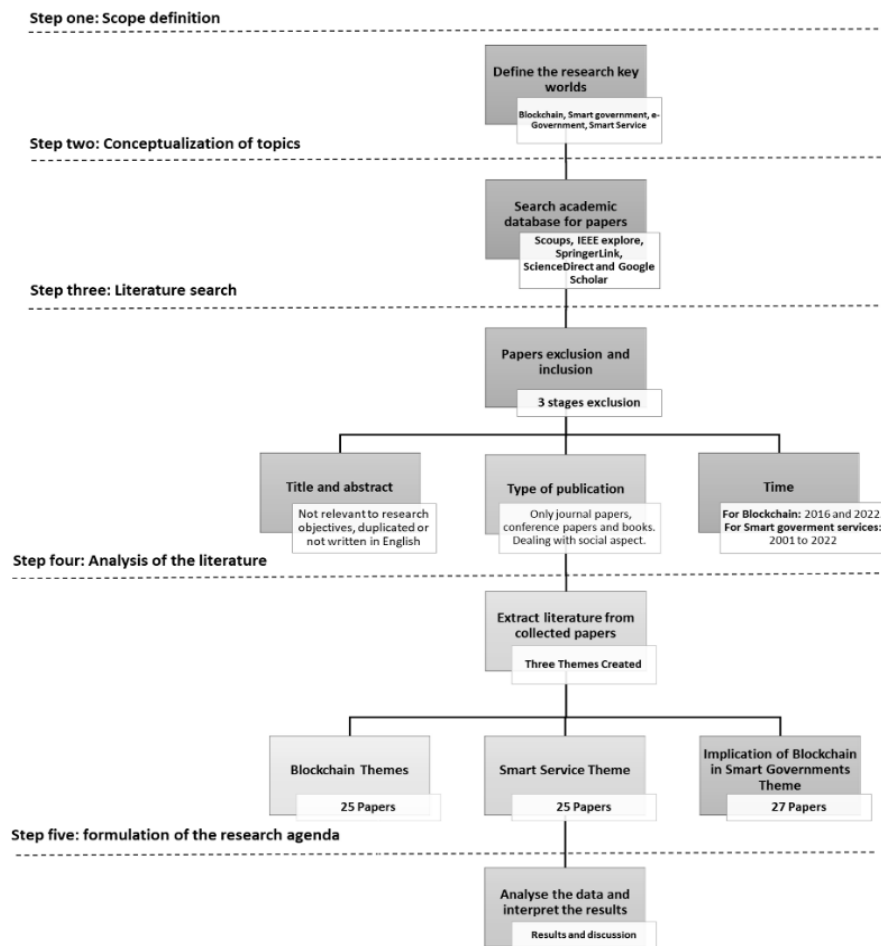 Step one: Scope definition
Define the research key
worlds
Blockchain, Smart government, e-
Government, Smart Service
Step two: Conceptualization of topics
Search academic
database for papers
Scoups, IEEE explore,
SpringerLink,
ScienceDirect and Google
Scholar
Step three: Literature search
Papers exclusion and
inclusion
3 stages exclusion
Title and abstract
Not relevant to research
objectives, duplicated or
not written in English
Type of publication
Only journal papers,
conference papers and books.
Dealing with social aspect.
Time
For Blockchain: 2016 and 2022
For Smart goverment services:
2001 to 2022
Step four: Analysis of the literature
Extract literature from
collected papers
Three Themes Created
Blockchain Themes
25 Papers
Smart Service Theme
25 Papers
Implication of Blockchain
in Smart Governments
Theme
27 Papers
Step five: formulation of the research agenda
Analyse the data and
interpret the results
Results and discussion